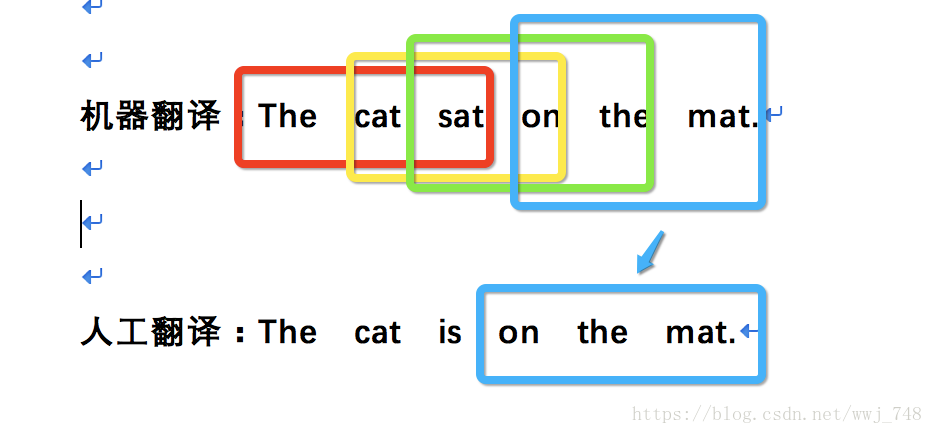 机器翻译：The cat sat on the mat.
人工翻译：The cat is on the mat.
https://blog.csdn.net/wwj_748